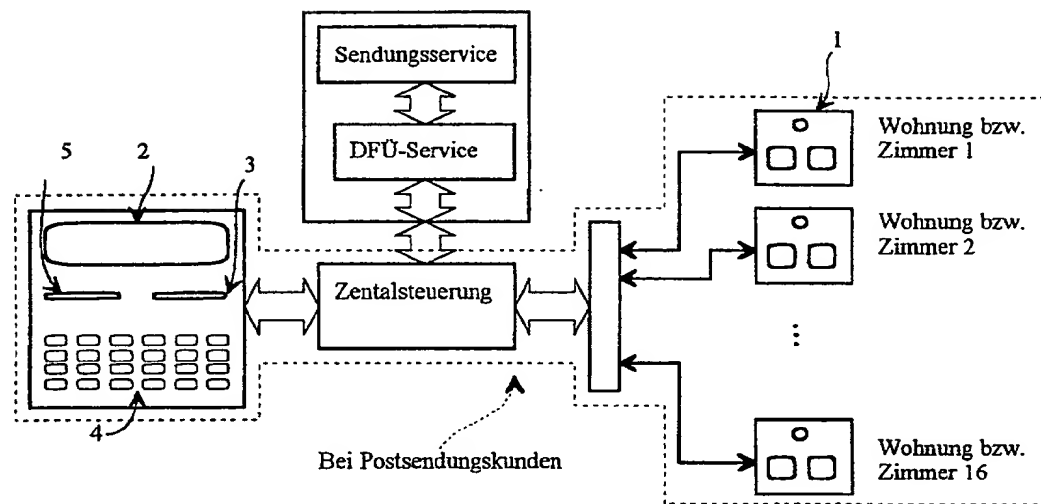 Sendungsservice
1
DFÜ-Service
Wohnung bzw.
Zimmer 1
5
2
3
Wohnung bzw.
Zimmer 2
Zentalsteuerung
...
4
Bei Postsendungskunden
Wohnung bzw.
Zimmer 16